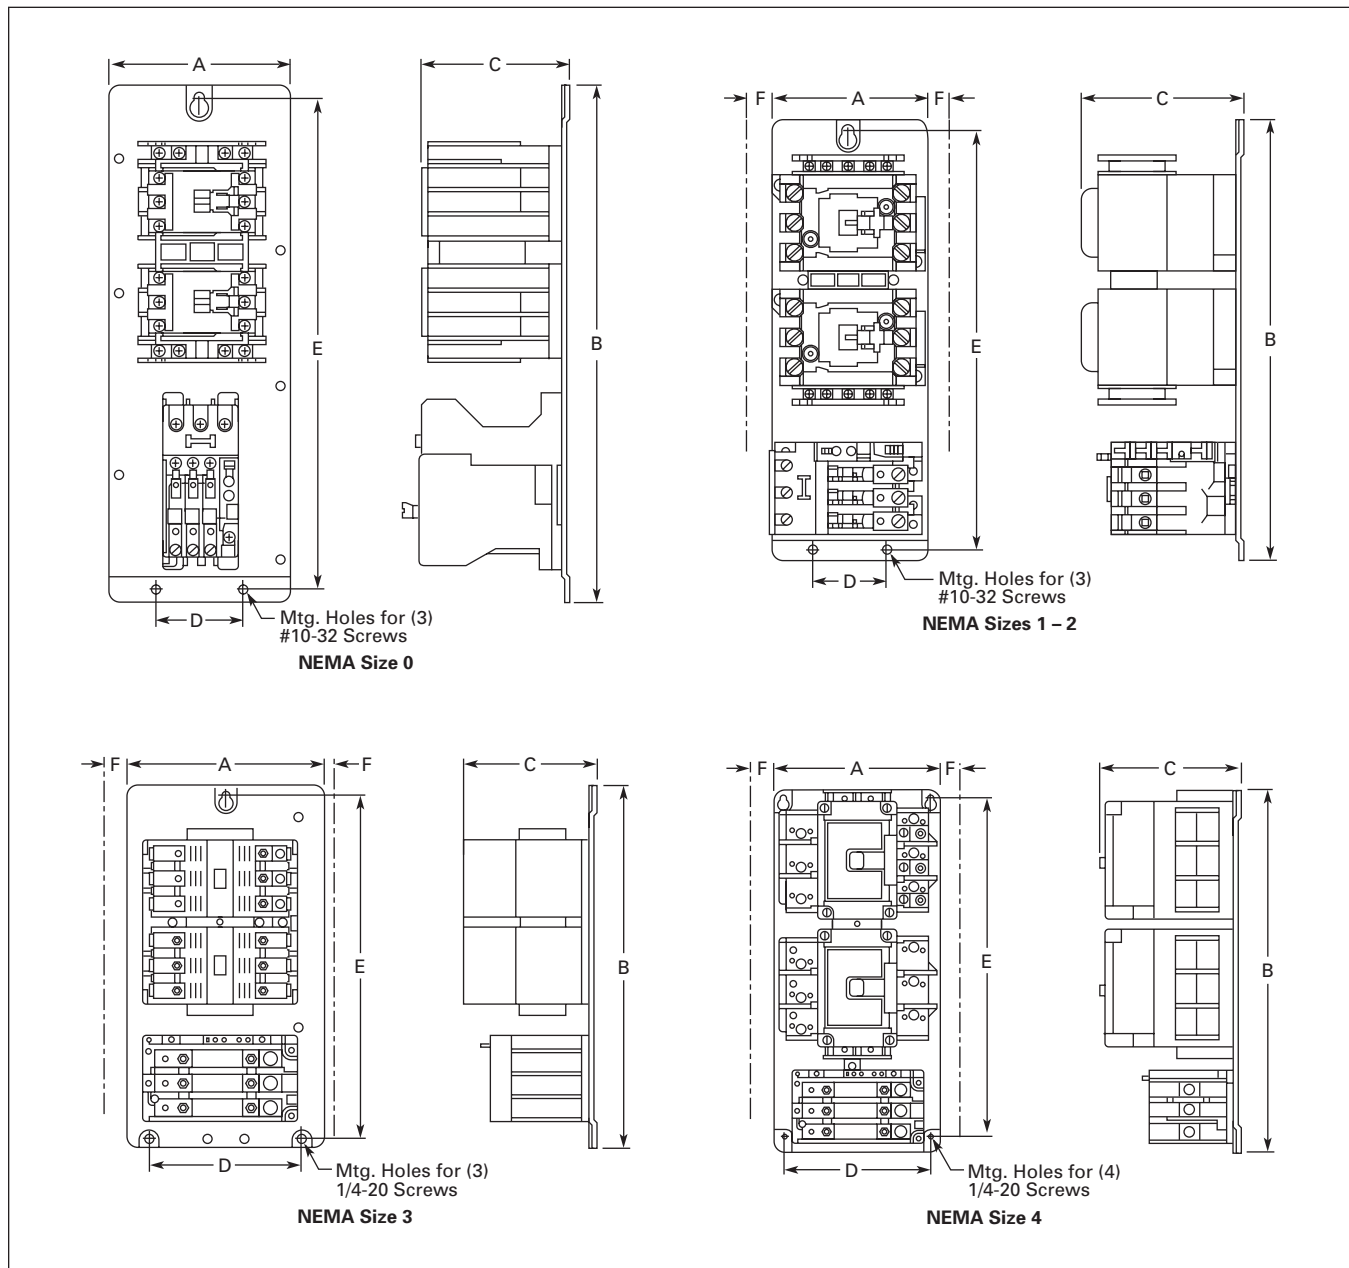 A
C
E
B
D
Mtg. Holes for (3)
#10-32 Screws
NEMA Size 0
F
A
F
C
E
B
D
Mtg. Holes for (3)
#10-32 Screws
NEMA Sizes 1 – 2
F
A
F
C
E
B
D
Mtg. Holes for (3)
1/4-20 Screws
NEMA Size 3
F
A
F
C
E
B
D
Mtg. Holes for (4)
1/4-20 Screws
NEMA Size 4